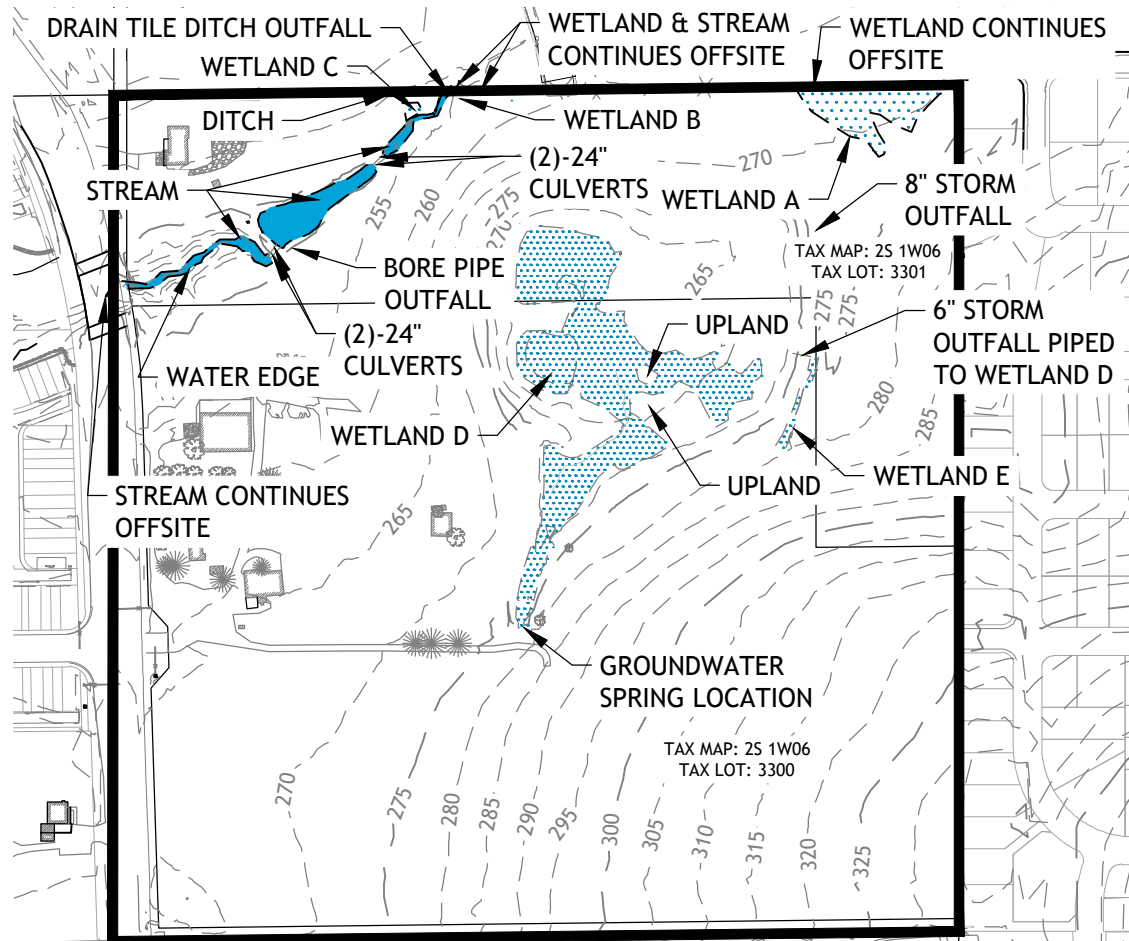 DRAIN TILE DITCH OUTFALL
WETLAND & STREAM
CONTINUES OFFSITE
WETLAND CONTINUES
OFFSITE
WETLAND C
DITCH
WETLAND B
(2)-24"
CULVERTS
270
WETLAND A
8" STORM
OUTFALL
STREAM
255
260
275
270
TAX MAP: 2S 1W06
TAX LOT: 3301
BORE PIPE
OUTFALL
265
275
275
(2)-24"
CULVERTS
UPLAND
6" STORM
OUTFALL PIPED
TO WETLAND D
WATER EDGE
280
285
WETLAND D
WETLAND E
UPLAND
STREAM CONTINUES
OFFSITE
265
GROUNDWATER
SPRING LOCATION
TAX MAP: 2S 1W06
TAX LOT: 3300
270
275
280
285
290
295
300
305
310
315
320
325